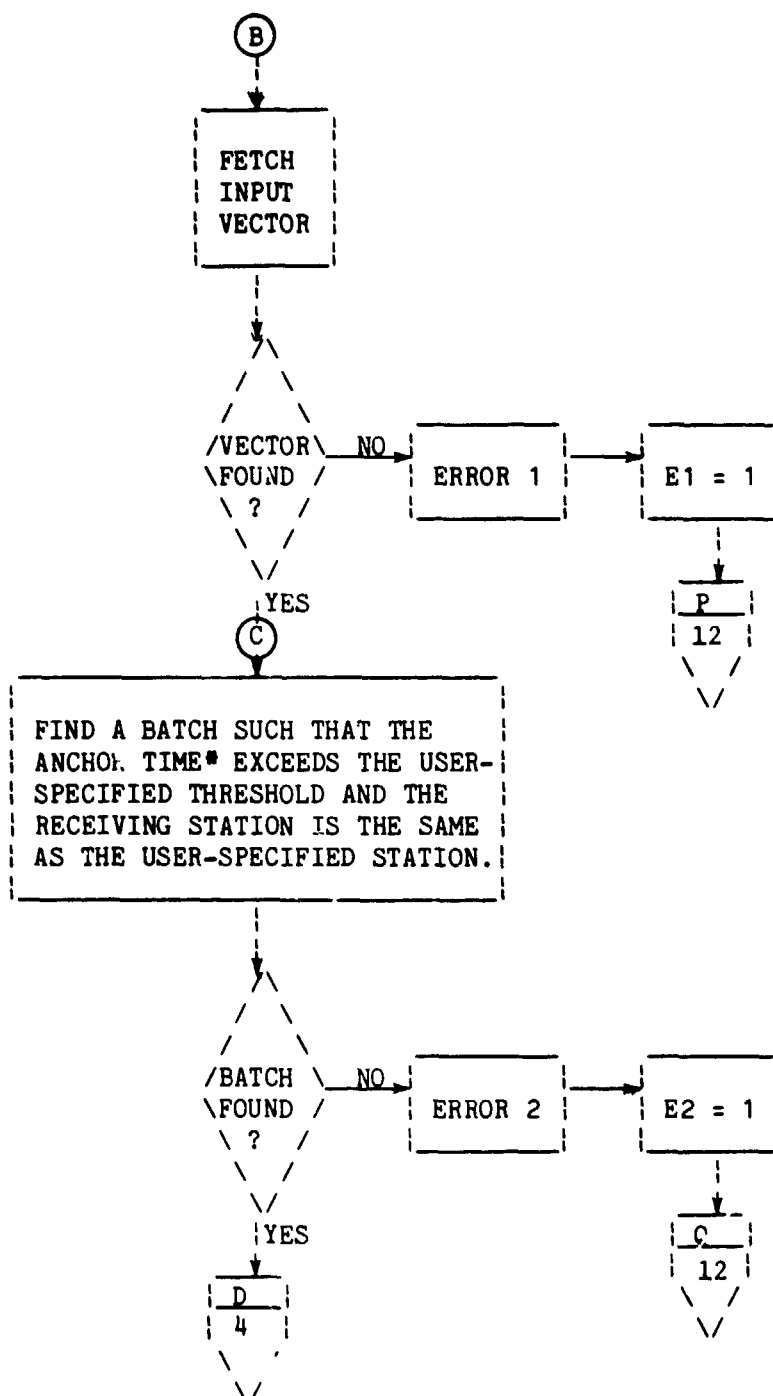 B
FETCH
INPUT
VECTOR
VECTOR NO
FOUND
?
ERROR 1
E1 = 1
P
12
YES
C
FIND A BATCH SUCH THAT THE
ANCHOR TIME* EXCEEDS THE USER-
SPECIFIED THRESHOLD AND THE
RECEIVING STATION IS THE SAME
AS THE USER-SPECIFIED STATION.
BATCH NO
FOUND
?
ERROR 2
E2 = 1
Q
12
YES
D
4